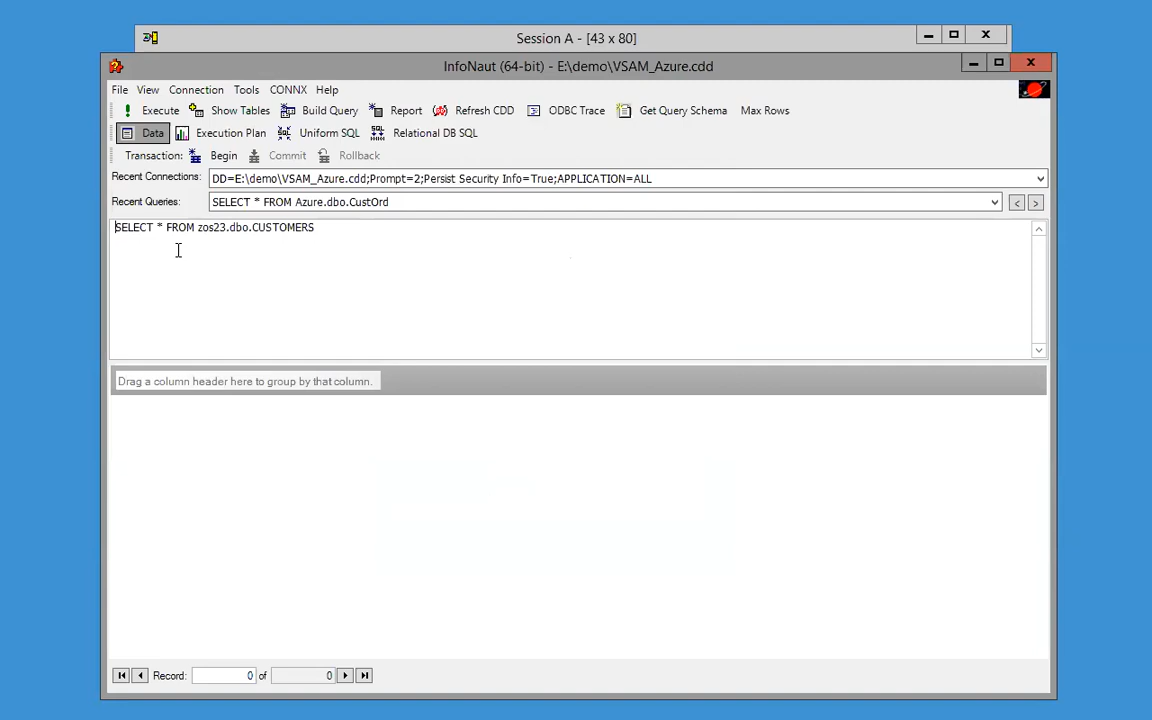 Session A - [43 x 80]
InfoNaut (64-bit) - E:\demo\VSAM_Azure.cdd
File View Connection Tools CONNX Help
Execute Show Tables Build Query Report Refresh CDD ODBC Trace Get Query Schema Max Rows
Data Execution Plan Uniform SQL Relational DB SQL
Transaction: Begin Commit Rollback
Recent Connections: DD=E:\demo\VSAM_Azure.cdd;Prompt=2;Persist Security Info=True;APPLICATION=ALL
Recent Queries: SELECT * FROM Azure.dbo.CustOrd < >
SELECT * FROM zos23.dbo.CUSTOMERS
Drag a column header here to group by that column.
Record: 0 of 0